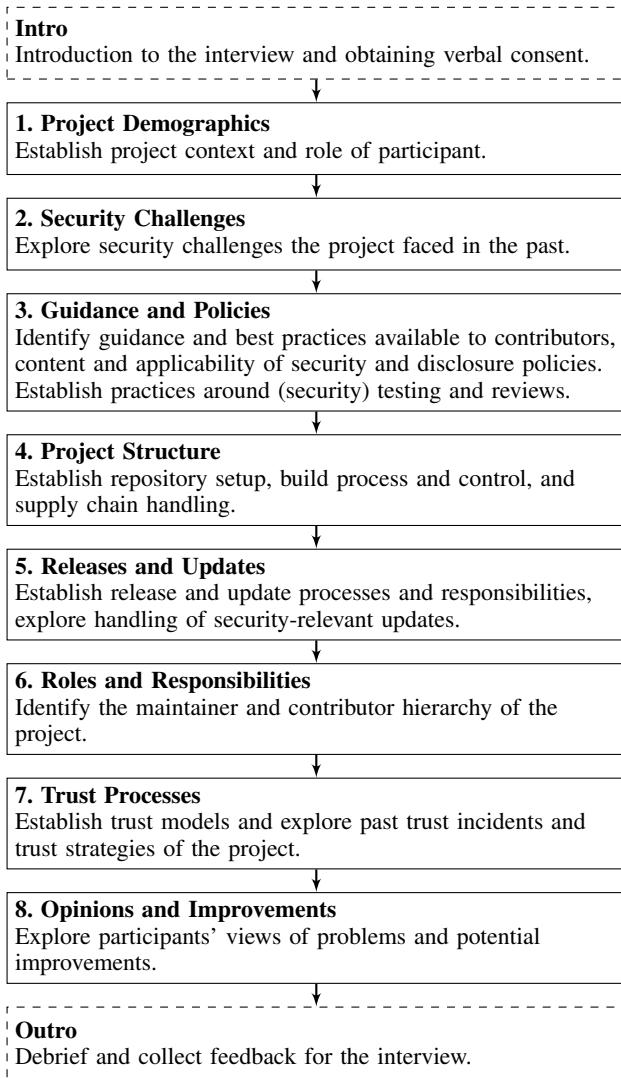 Intro
Introduction to the interview and obtaining verbal consent.
1. Project Demographics
Establish project context and role of participant.
2. Security Challenges
Explore security challenges the project faced in the past.
3. Guidance and Policies
Identify guidance and best practices available to contributors,
content and applicability of security and disclosure policies.
Establish practices around (security) testing and reviews.
4. Project Structure
Establish repository setup, build process and control, and
supply chain handling.
5. Releases and Updates
Establish release and update processes and responsibilities,
explore handling of security-relevant updates.
6. Roles and Responsibilities
Identify the maintainer and contributor hierarchy of the
project.
7. Trust Processes
Establish trust models and explore past trust incidents and
trust strategies of the project.
8. Opinions and Improvements
Explore participants’ views of problems and potential
improvements.
Outro
Debrief and collect feedback for the interview.